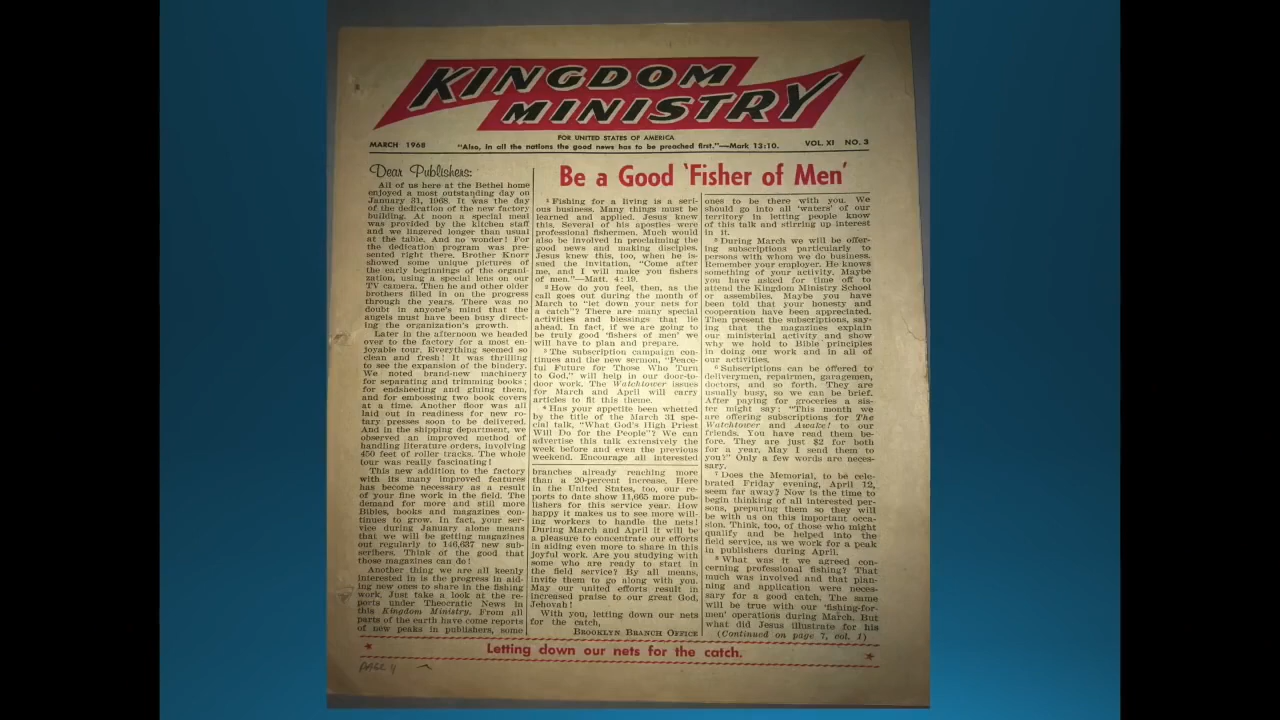 KINGDOM
MINISTRY
FOR UNITED STATES OF AMERICA
MARCH 1968 "Also, in all the nations the good news has to be preached first."—Mark 13:10. VOL. XI NO. 3
Dear Publishers:
All of us here at the Bethel home
enjoyed a most outstanding day on
January 31, 1968. It was the day
of the dedication of the new factory
building. At noon a special meal
was provided by the kitchen staff
and we lingered longer than usual
at the table. And no wonder! For
the dedication program was pre-
sented right there. Brother Knorr
showed some unique pictures of
the early beginnings of the organi-
zation, using a special lens on our
TV camera. Then he and other older
brothers filled in on the progress
through the years. There was no
doubt in anyone's mind that the
angels must have been busy direct-
ing the organization's growth.
Later in the afternoon we headed
over to the factory for a most en-
joyable tour. Everything seemed so
clean and fresh! It was thrilling
to see the expansion of the bindery.
We noted brand-new machinery
for separating and trimming books;
for endsheeting and gluing them,
and for embossing two book covers
at a time. Another floor was all
laid out in readiness for new ro-
tary presses soon to be delivered.
And in the shipping department, we
observed an improved method of
handling literature orders, involving
450 feet of roller tracks. The whole
tour was really fascinating!
This new addition to the factory
with its many improved features
has become necessary as a result
of your fine work in the field. The
demand for more and still more
Bibles, books and magazines con-
tinues to grow. In fact, your ser-
vice during January alone means
that we will be getting magazines
out regularly to 146,637 new sub-
scribers. Think of the good that
those magazines can do!
Another thing we are all keenly
interested in is the progress in aid-
ing new ones to share in the fishing
work. Just take a look at the re-
ports under Theocratic News in
this Kingdom Ministry. From all
parts of the earth have come reports
of new peaks in publishers, some
branches already reaching more
than a 20-percent increase. Here
in the United States, too, our re-
ports to date show 11,665 more pub-
lishers for this service year. How
happy it makes us to see more will-
ing workers to handle the nets!
During March and April it will be
a pleasure to concentrate our efforts
in aiding even more to share in this
joyful work. Are you studying with
some who are ready to start in
the field service? By all means,
invite them to go along with you.
May our united efforts result in
increased praise to our great God,
Jehovah!
With you, letting down our nets
for the catch,
BROOKLYN BRANCH OFFICE
Be a Good 'Fisher of Men'
1 Fishing for a living is a seri-
ous business. Many things must be
learned and applied. Jesus knew
this. Several of his apostles were
professional fishermen. Much would
also be involved in proclaiming the
good news and making disciples.
Jesus knew this, too, when he is-
sued the invitation, "Come after
me, and I will make you fishers
of men."—Matt. 4:19.
2 How do you feel, then, as the
call goes out during the month of
March to "let down your nets for
a catch"? There are many special
activities and blessings that lie
ahead. In fact, if we are going to
be truly good 'fishers of men' we
will have to plan and prepare.
3 The subscription campaign con-
tinues and the new sermon, "Peace-
ful Future for Those Who Turn
to God," will help in our door-to-
door work. The Watchtower issues
for March and April will carry
articles to fit this theme.
4 Has your appetite been whetted
by the title of the March 31 spe-
cial talk, "What God's High Priest
Will Do for the People"? We can
advertise this talk extensively the
week before and even the previous
weekend. Encourage all interested
ones to be there with you. We
should go into all 'waters' of our
territory in letting people know
of this talk and stirring up interest
in it.
5 During March we will be offer-
ing subscriptions particularly to
persons with whom we do business.
Remember your employer. He knows
something of your activity. Maybe
you have asked for time off to
attend the Kingdom Ministry School
or assemblies. Maybe you have
been told that your honesty and
cooperation have been appreciated.
Then present the subscriptions, say-
ing that the magazines explain
our ministerial activity and show
why we hold to Bible principles
in doing our work and in all of
our activities.
6 Subscriptions can be offered to
deliverymen, repairmen, garagemen,
doctors, and so forth. They are
usually busy, so we can be brief.
After paying for groceries a sis-
ter might say: "This month we
are offering subscriptions for The
Watchtower and Awake! to our
friends. You have read them be-
fore. They are just $2 for both
for a year. May I send them to
you?" Only a few words are neces-
sary.
7 Does the Memorial, to be cele-
brated Friday evening, April 12,
seem far away? Now is the time to
begin thinking of all interested per-
sons, preparing them so they will
be with us on this important occa-
sion. Think, too, of those who might
qualify and be helped into the
field service, as we work for a peak
in publishers during April.
8 What was it we agreed con-
cerning professional fishing? That
much was involved and that plan-
ning and application were neces-
sary for a good catch. The same
will be true with our 'fishing-for-
men' operations during March. But
what did Jesus illustrate for his
(Continued on page 7, col. 1)
Letting down our nets for the catch.
PAGE 4